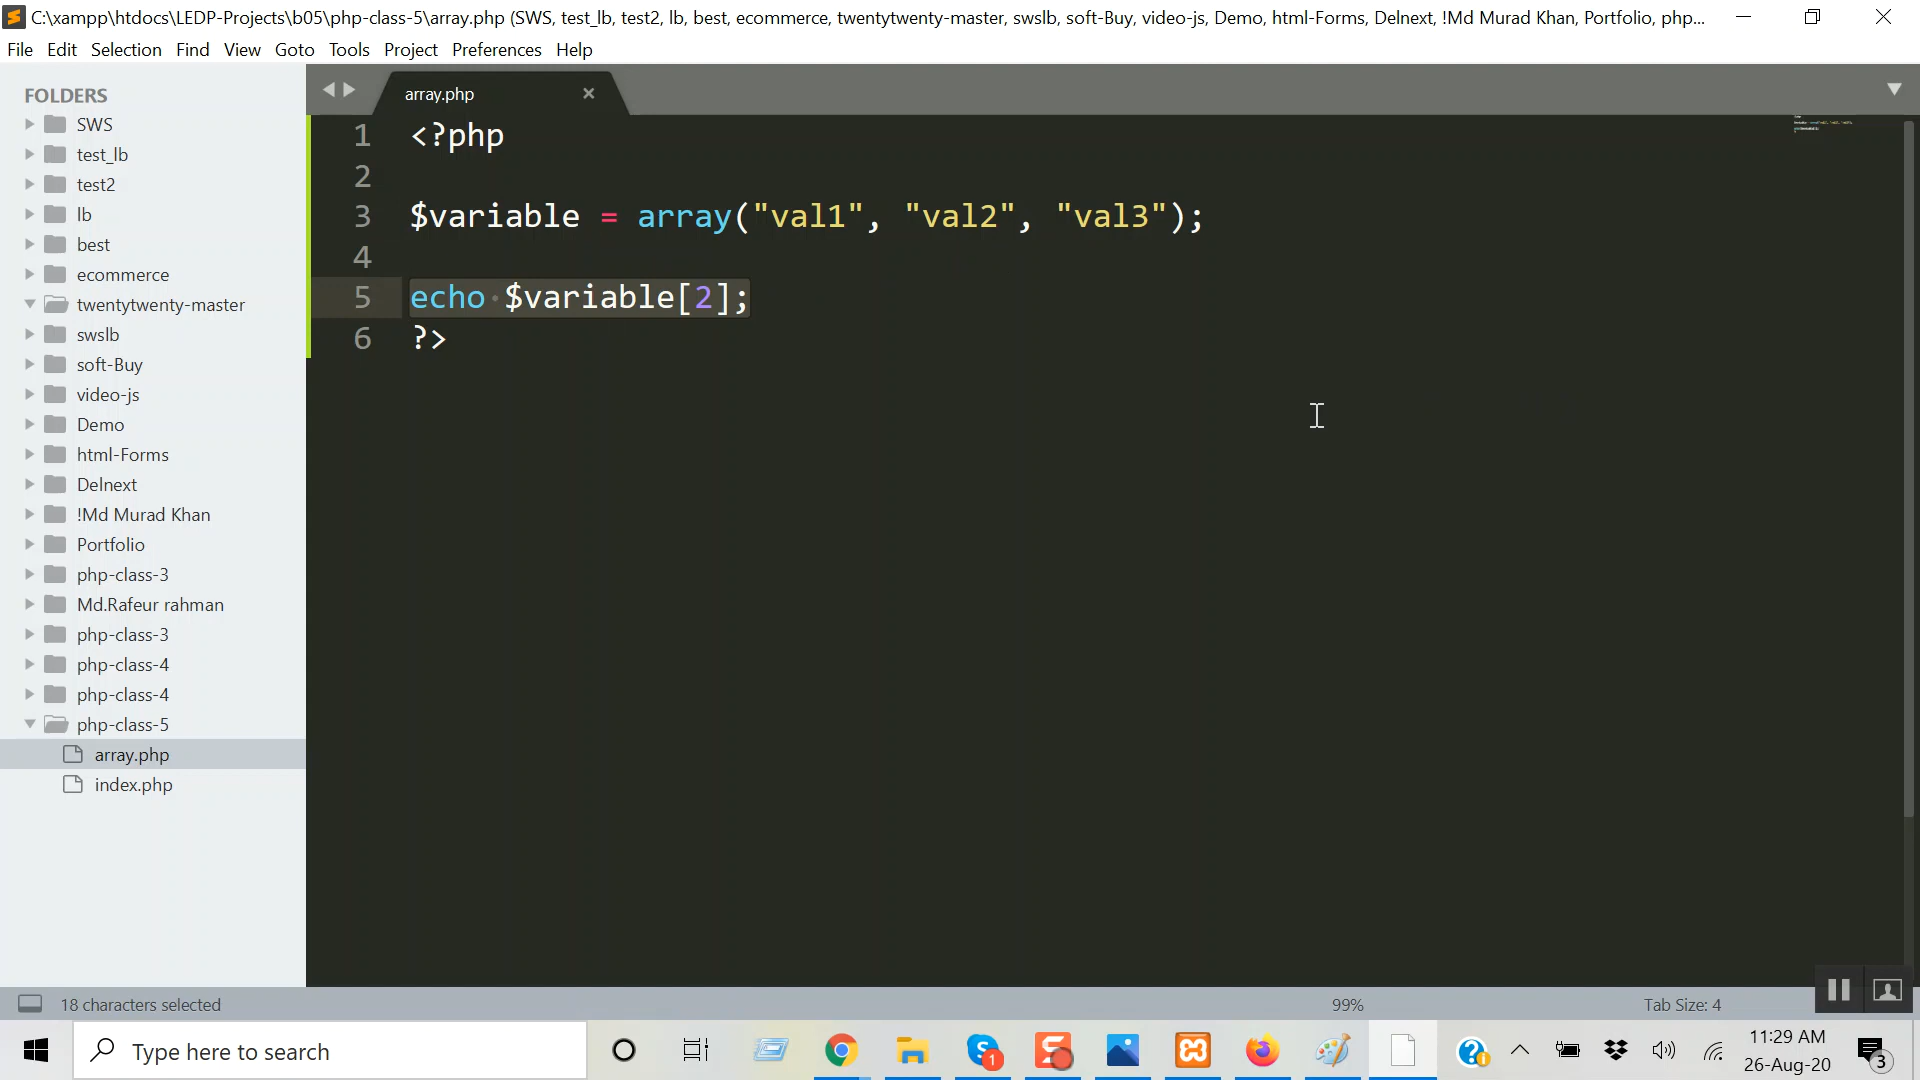 C:\xampp\htdocs\LEDP-Projects\b05\php-class-5\array.php (SWS, test_lb, test2, lb, best, ecommerce, twentytwenty-master, swslb, soft-Buy, video-js, Demo, html-Forms, Delnext, !Md Murad Khan, Portfolio, php...
File Edit Selection Find View Goto Tools Project Preferences Help
FOLDERS
SWS
test_lb
test2
lb
best
ecommerce
twentytwenty-master
swslb
soft-Buy
video-js
Demo
html-Forms
Delnext
!Md Murad Khan
Portfolio
php-class-3
Md.Rafeur rahman
php-class-3
php-class-4
php-class-4
php-class-5
array.php
index.php
array.php
1 <?php
2
3 $variable = array("val1", "val2", "val3");
4
5 echo $variable[2];
6 ?>
18 characters selected 99% Tab Size: 4
Type here to search
1
11:29 AM
26-Aug-20
3